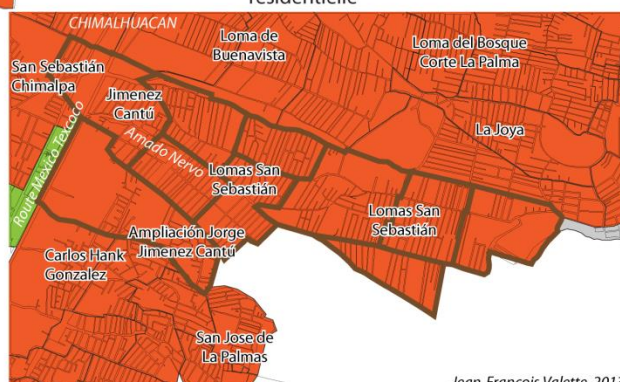 résidentielle
CHIMALHUACAN
Loma de
Buenavista
Loma del Bosque
Corte La Palma
San Sebastián
Chimalpa
Jimenez
Cantú
La Joya
Amado Nervo
Route Mexico Texcoco
Lomas San
Sebastián
Lomas San
Sebastián
Ampliación Jorge
Jimenez Cantú
Carlos Hank
Gonzalez
San Jose de
La Palmas
Jean-François Valette, 2013